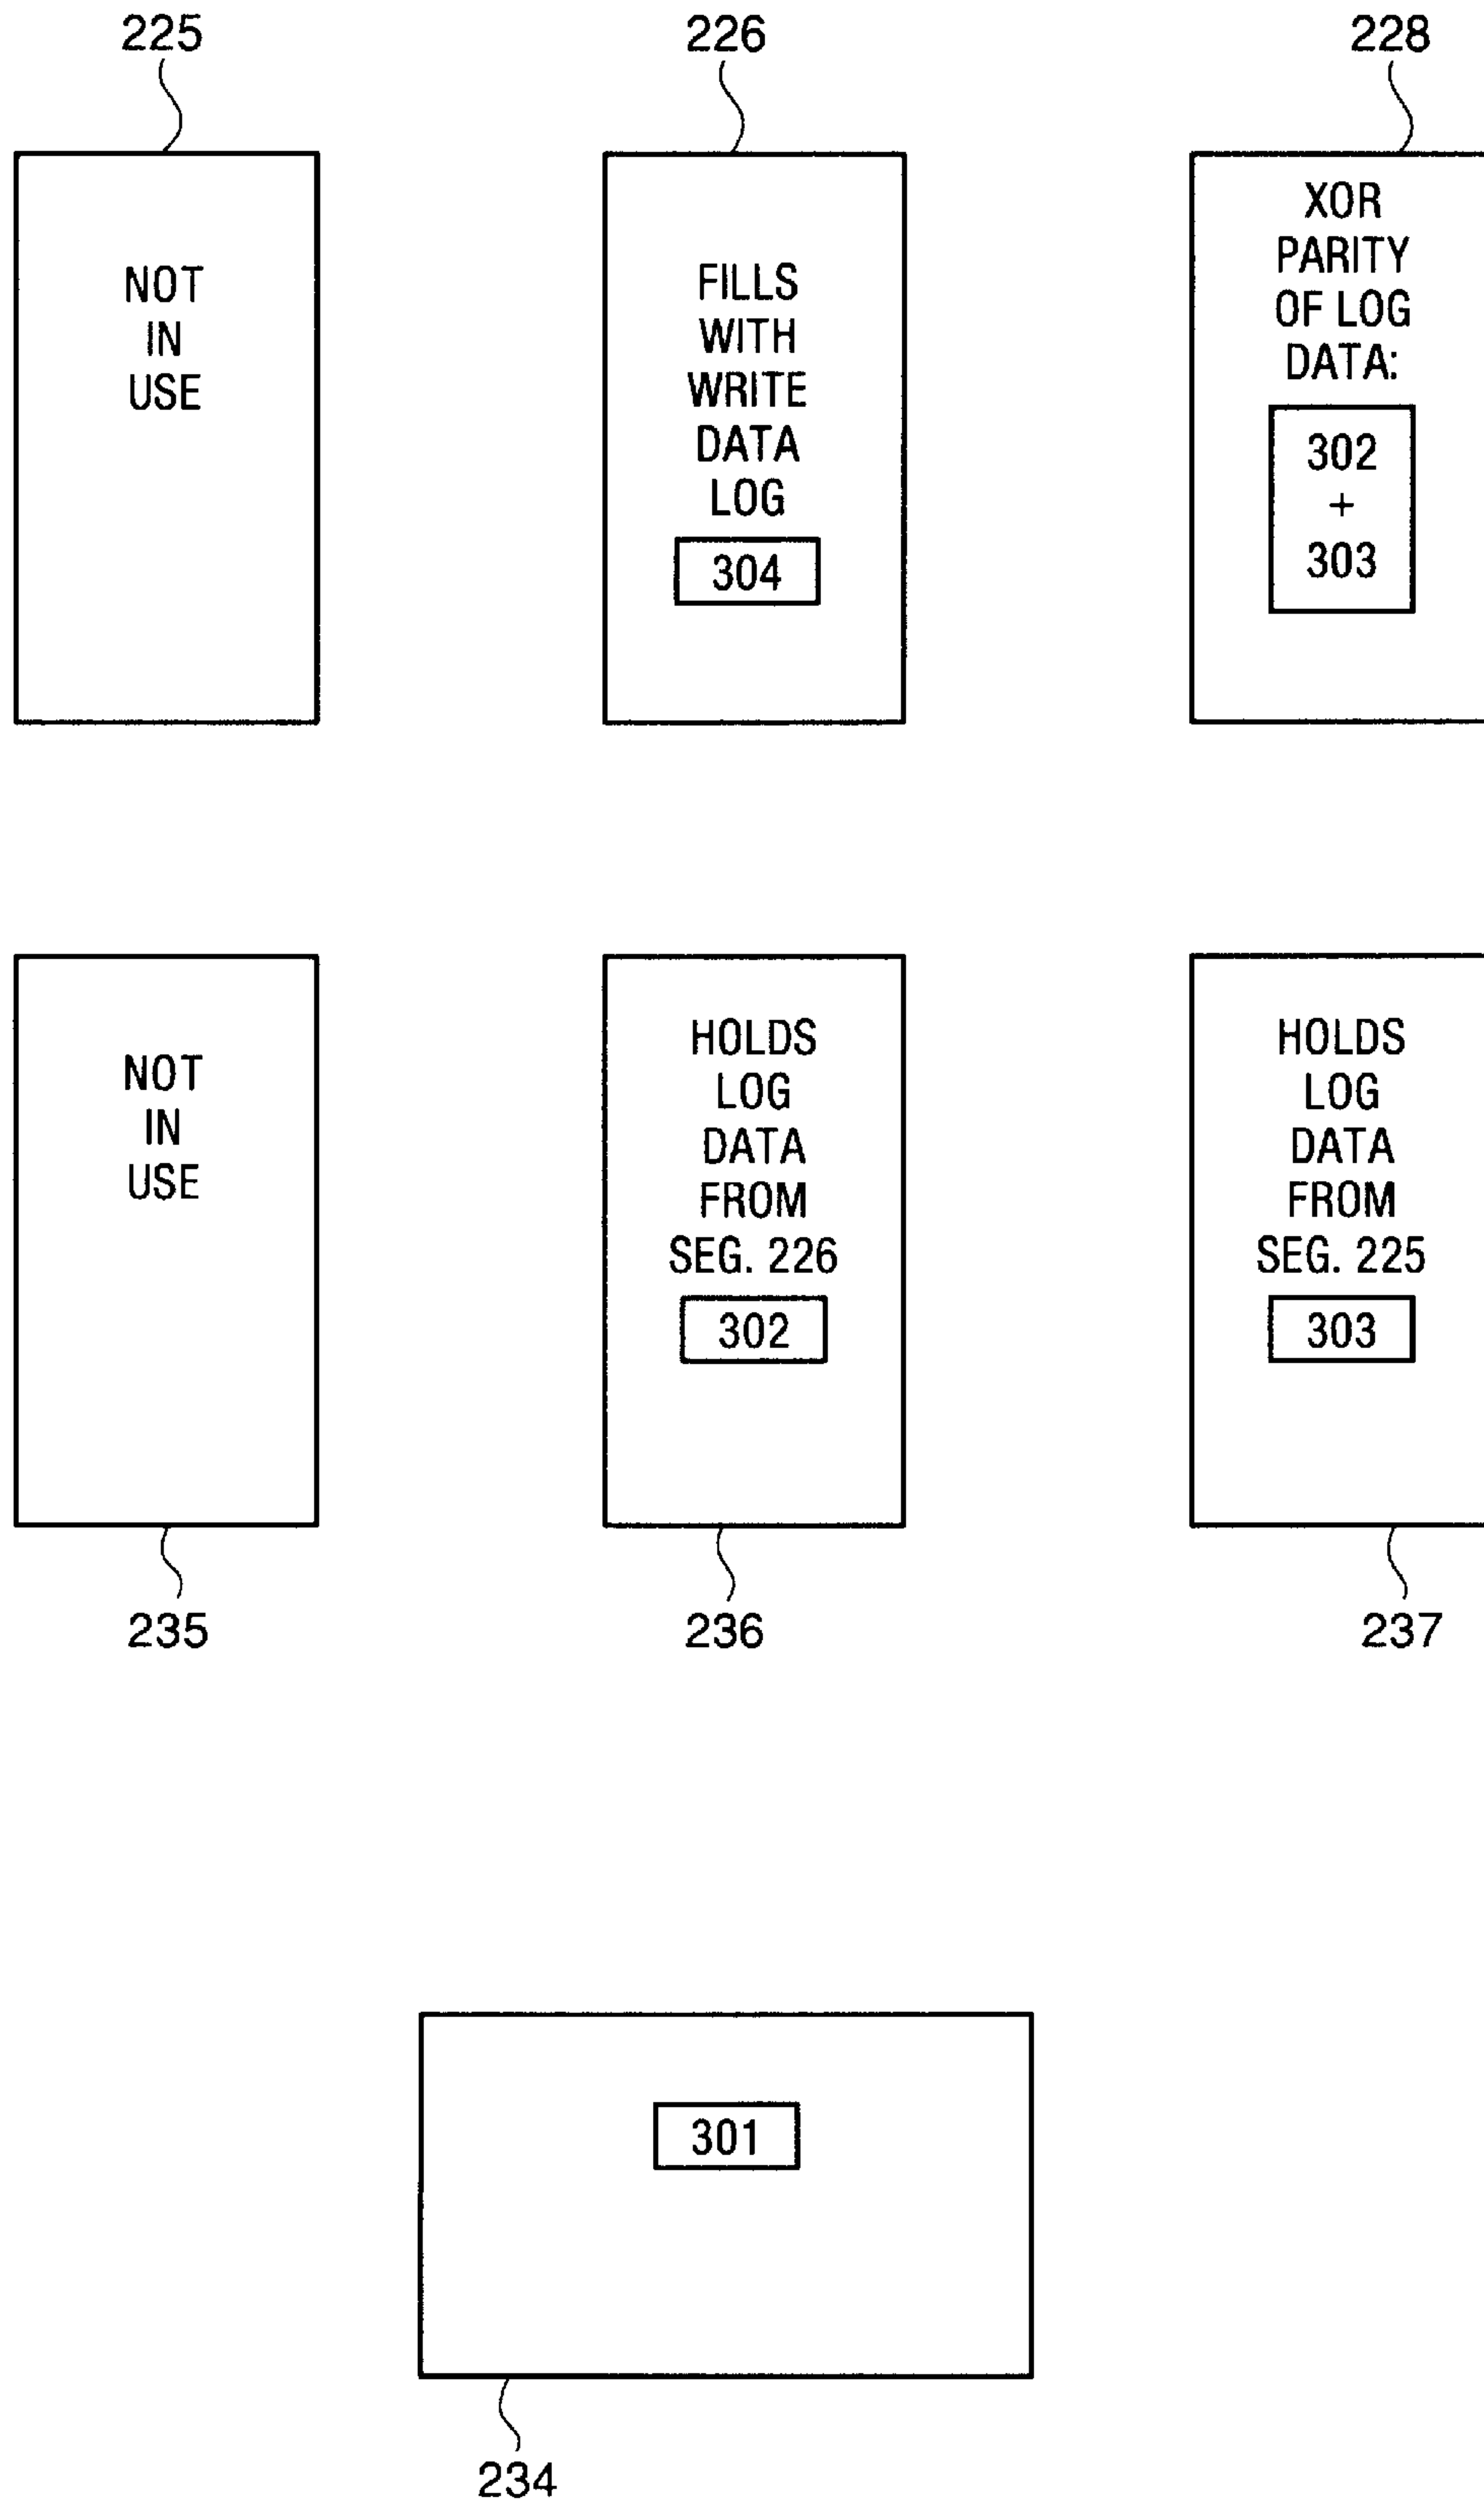 225
226
228
NOT
IN
USE
FILLS
WITH
WRITE
DATA
LOG
304
XOR
PARITY
OF LOG
DATA:
302
+
303
NOT
IN
USE
HOLDS
LOG
DATA
FROM
SEG. 226
302
HOLDS
LOG
DATA
FROM
SEG. 225
303
235
236
237
301
234